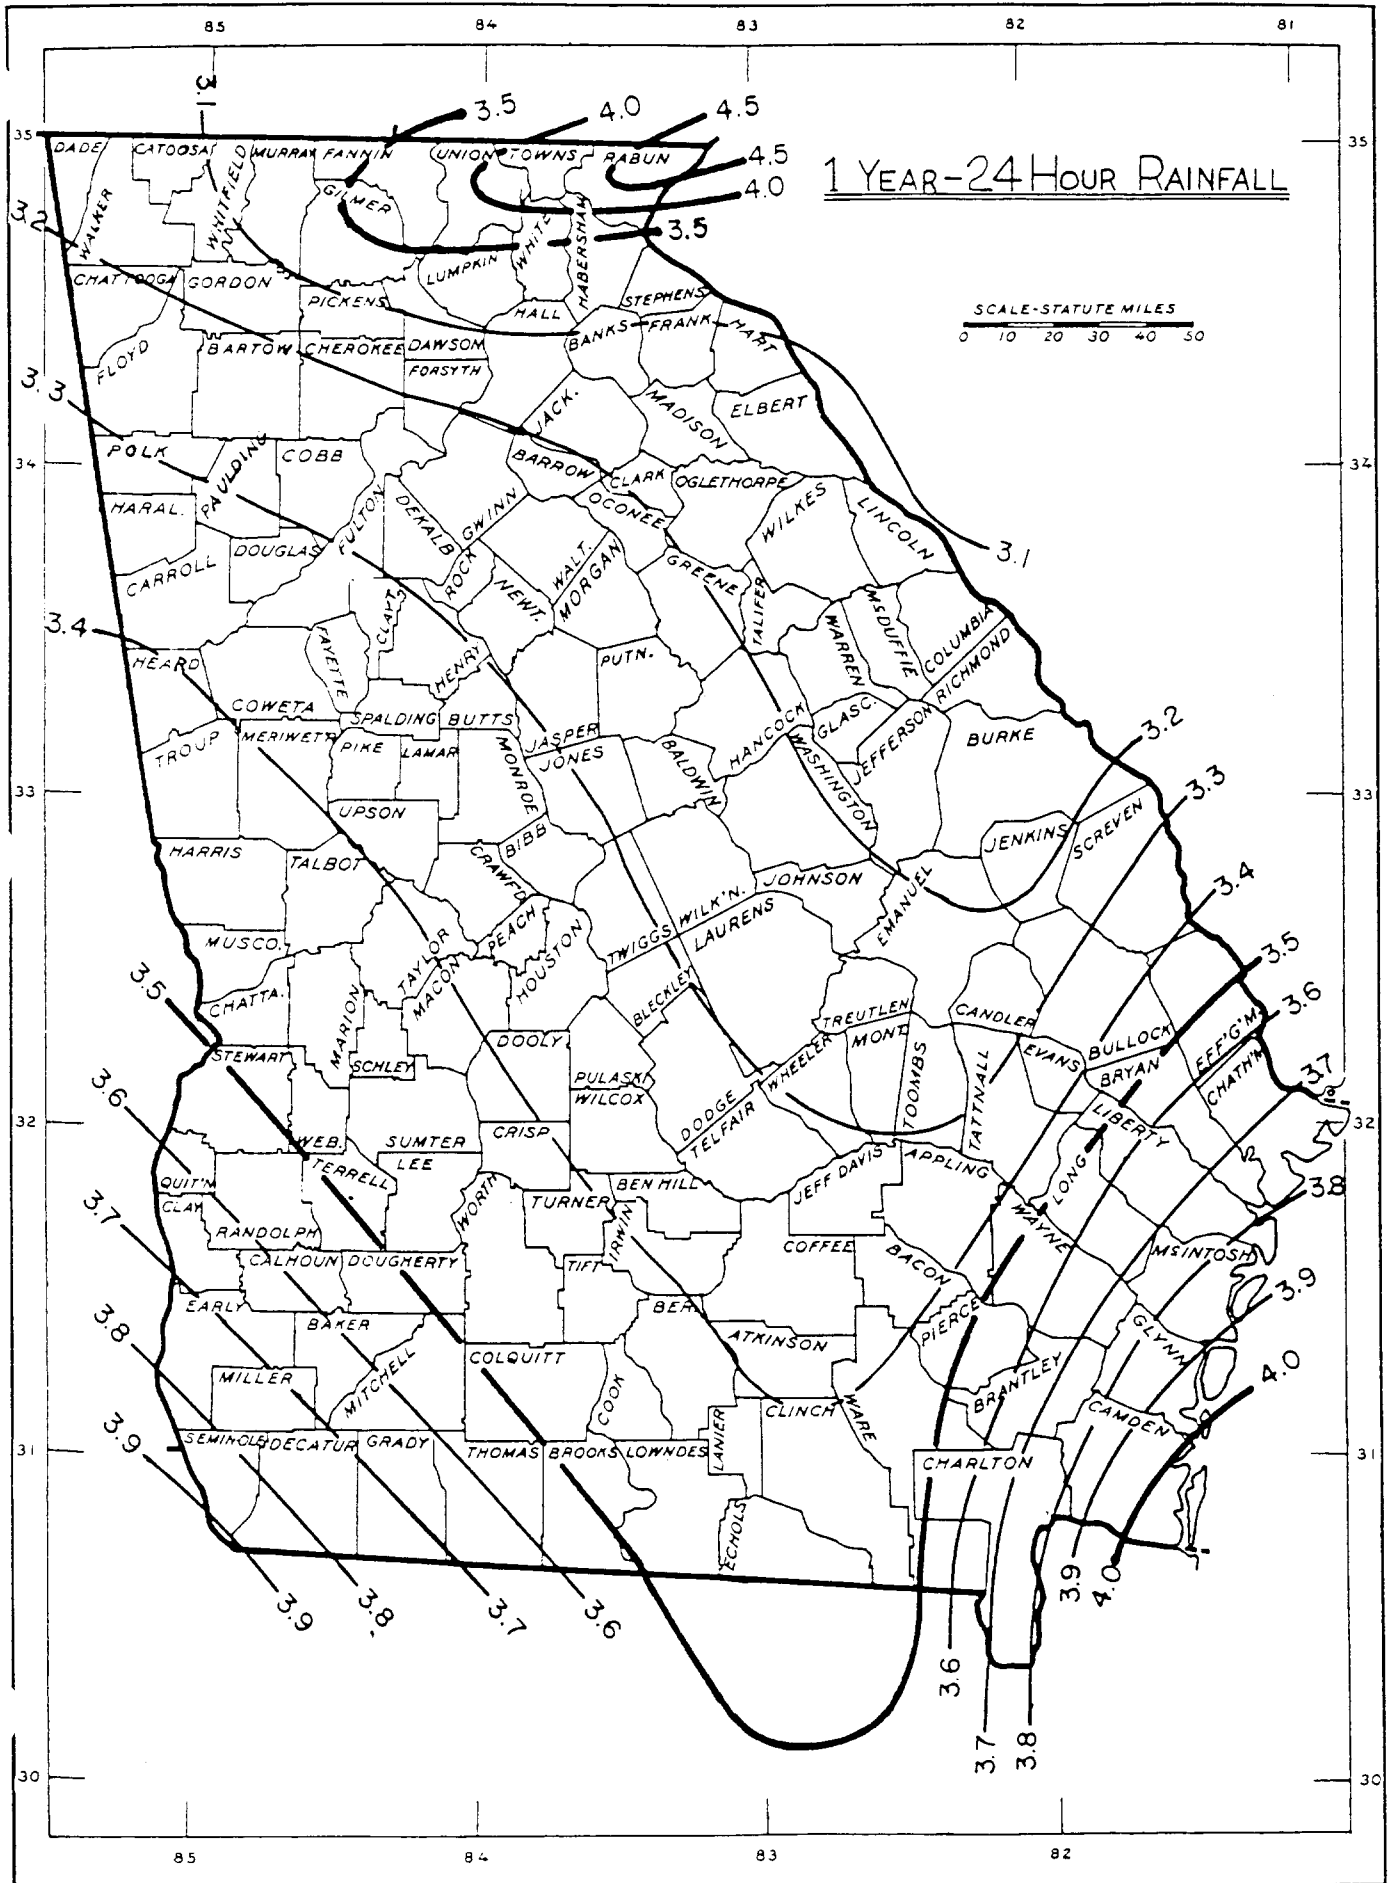 85 84 83 82 81
3.1 3.5 4.0 4.5
35 35
DADE CATOOSA MURRAY FANNIN UNION TOWNS RABUN 4.5
1 YEAR-24 HOUR RAINFALL
WALKER WHITFIELD GILMER 4.0
3.2 WHITE HABERSHAM 3.5
CHATTOOGA GORDON LUMPKIN
PICKENS HALL STEPHENS
SCALE-STATUTE MILES
0 10 20 30 40 50
FLOYD BARTOW CHEROKEE DAWSON BANKS FRANK. HART
FORSYTH
3.3 JACK. MADISON ELBERT
POLK PAULDING COBB BARROW CLARK OGLETHORPE
34 34
HARAL. FULTON DEKALB GWINN OCONEE WILKES LINCOLN
CARROLL DOUGLAS ROCK NEWT. WALT. MORGAN GREENE TALIFER 3.1
3.4 CLAYT. WARREN McDUFFIE COLUMBIA
HEARD FAYETTE HENRY PUTN. RICHMOND
COWETA SPALDING BUTTS JASPER HANCOCK GLASC. JEFFERSON 3.2
TROUP MERIWETR PIKE LAMAR MONROE JONES BALDWIN WASHINGTON BURKE
33 33
UPSON 3.3
HARRIS TALBOT CRAWF'D BIBB JENKINS SCREVEN
JOHNSON EMANUEL 3.4
MUSCO. TAYLOR PEACH TWIGGS WILK'N. LAURENS
3.5 CHATTA. MARION MACON HOUSTON BLECKLEY 3.5
TREUTLEN CANDLER 3.6
STEWART SCHLEY DOOLY WHEELER MONT. TOOMBS TATTNALL EVANS BULLOCK EFF'G'M.
3.6 PULASKI BRYAN CHATH'M 3.7
WILCOX DODGE LIBERTY
32 32
WEB. SUMTER CRISP TELFAIR
TERRELL LEE JEFF DAVIS APPLING LONG
QUIT'N WORTH BEN HILL 3.8
3.7 CLAY TURNER IRWIN WAYNE
RANDOLPH COFFEE
CALHOUN DOUGHERTY TIFT BACON McINTOSH
EARLY BER. 3.9
3.8 BAKER ATKINSON PIERCE GLYNN
MILLER MITCHELL COLQUITT COOK BRANTLEY 4.0
CLINCH WARE CAMDEN
3.9 SEMINOLE DECATUR GRADY THOMAS BROOKS LOWNDES LANIER CHARLTON
31 31
ECHOLS
3.9 3.8 3.7 3.6 3.9 4.0
3.6
3.7 3.8
30 30
85 84 83 82